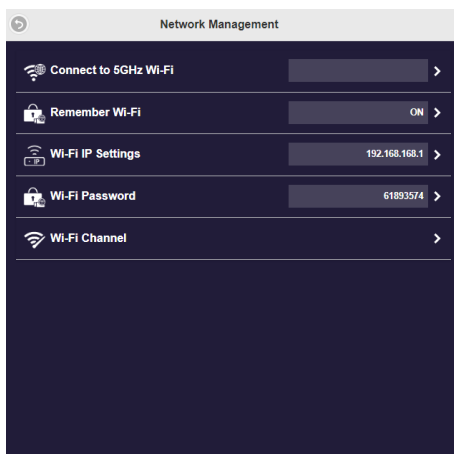 Network Management
Connect to 5GHz Wi-Fi
Remember Wi-Fi ON
IP
Wi-Fi IP Settings 192.168.168.1
Wi-Fi Password 61893574
Wi-Fi Channel